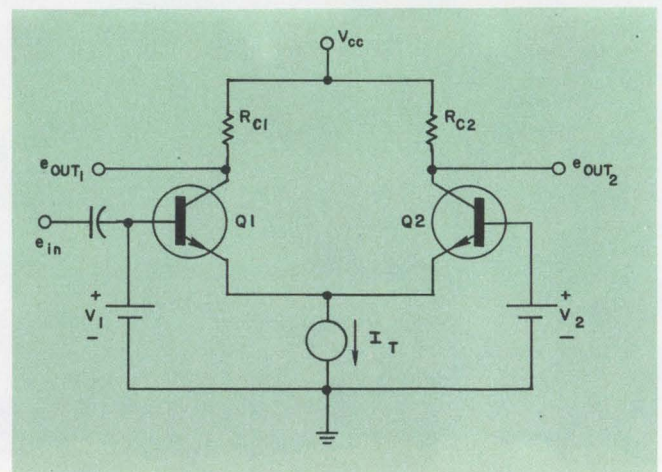 Vcc
RC1 RC2
eOUT1 eOUT2
Q1 Q2
ein
+ +
V1 V2
- -
IT